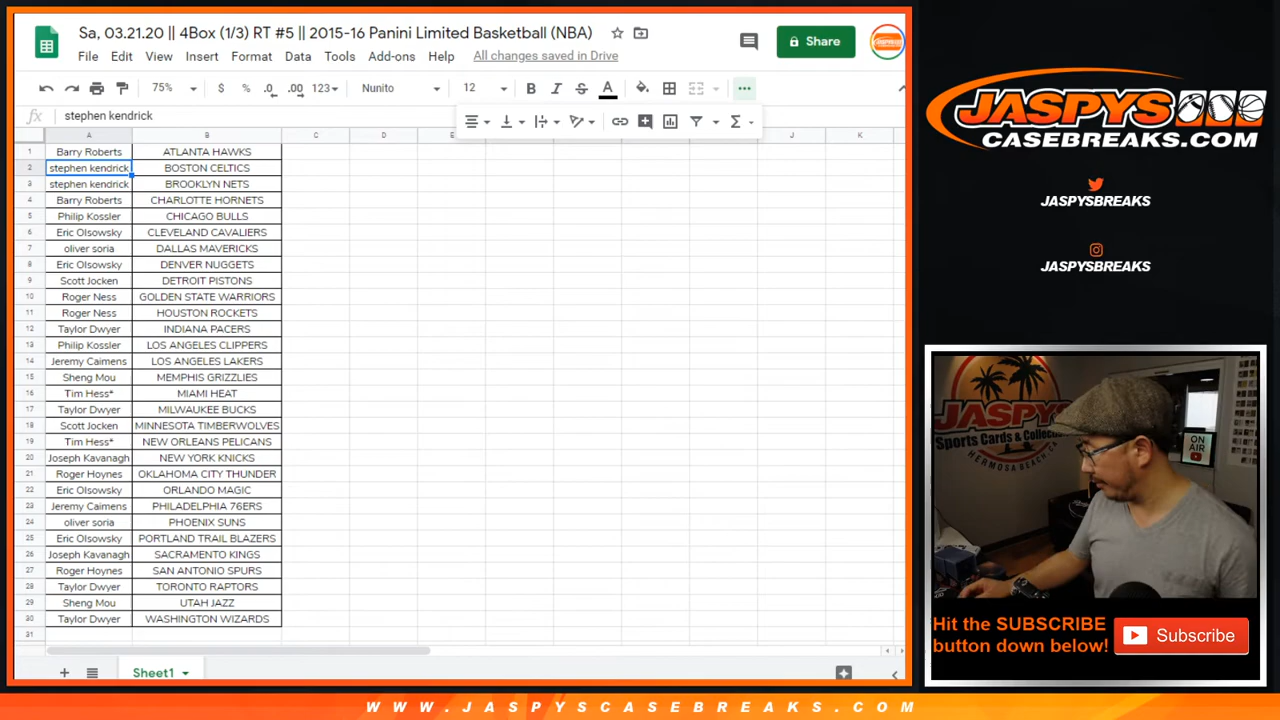 Sa, 03.21.20 || 4Box (1/3) RT #5 || 2015-16 Panini Limited Basketball (NBA)
File Edit View Insert Format Data Tools Add-ons Help All changes saved in Drive
Share
75% $ % .0 .00 123 Nunito 12 B I S A
fx stephen kendrick
A B C D E J K
1 Barry Roberts ATLANTA HAWKS
2 stephen kendrick BOSTON CELTICS
3 stephen kendrick BROOKLYN NETS
4 Barry Roberts CHARLOTTE HORNETS
5 Philip Kossler CHICAGO BULLS
6 Eric Olsowsky CLEVELAND CAVALIERS
7 oliver soria DALLAS MAVERICKS
8 Eric Olsowsky DENVER NUGGETS
9 Scott Jocken DETROIT PISTONS
10 Roger Ness GOLDEN STATE WARRIORS
11 Roger Ness HOUSTON ROCKETS
12 Taylor Dwyer INDIANA PACERS
13 Philip Kossler LOS ANGELES CLIPPERS
14 Jeremy Caimens LOS ANGELES LAKERS
15 Sheng Mou MEMPHIS GRIZZLIES
16 Tim Hess* MIAMI HEAT
17 Taylor Dwyer MILWAUKEE BUCKS
18 Scott Jocken MINNESOTA TIMBERWOLVES
19 Tim Hess* NEW ORLEANS PELICANS
20 Joseph Kavanagh NEW YORK KNICKS
21 Roger Hoynes OKLAHOMA CITY THUNDER
22 Eric Olsowsky ORLANDO MAGIC
23 Jeremy Caimens PHILADELPHIA 76ERS
24 oliver soria PHOENIX SUNS
25 Eric Olsowsky PORTLAND TRAIL BLAZERS
26 Joseph Kavanagh SACRAMENTO KINGS
27 Roger Hoynes SAN ANTONIO SPURS
28 Taylor Dwyer TORONTO RAPTORS
29 Sheng Mou UTAH JAZZ
30 Taylor Dwyer WASHINGTON WIZARDS
31
Sheet1
JASPYS
CASEBREAKS.COM
JASPYSBREAKS
JASPYSBREAKS
JASPYS
Sports Cards & Collect
HERMOSA BEACH, CA
ON
AIR
Hit the SUBSCRIBE
button down below!
Subscribe
WWW.JASPYSCASEBREAKS.COM